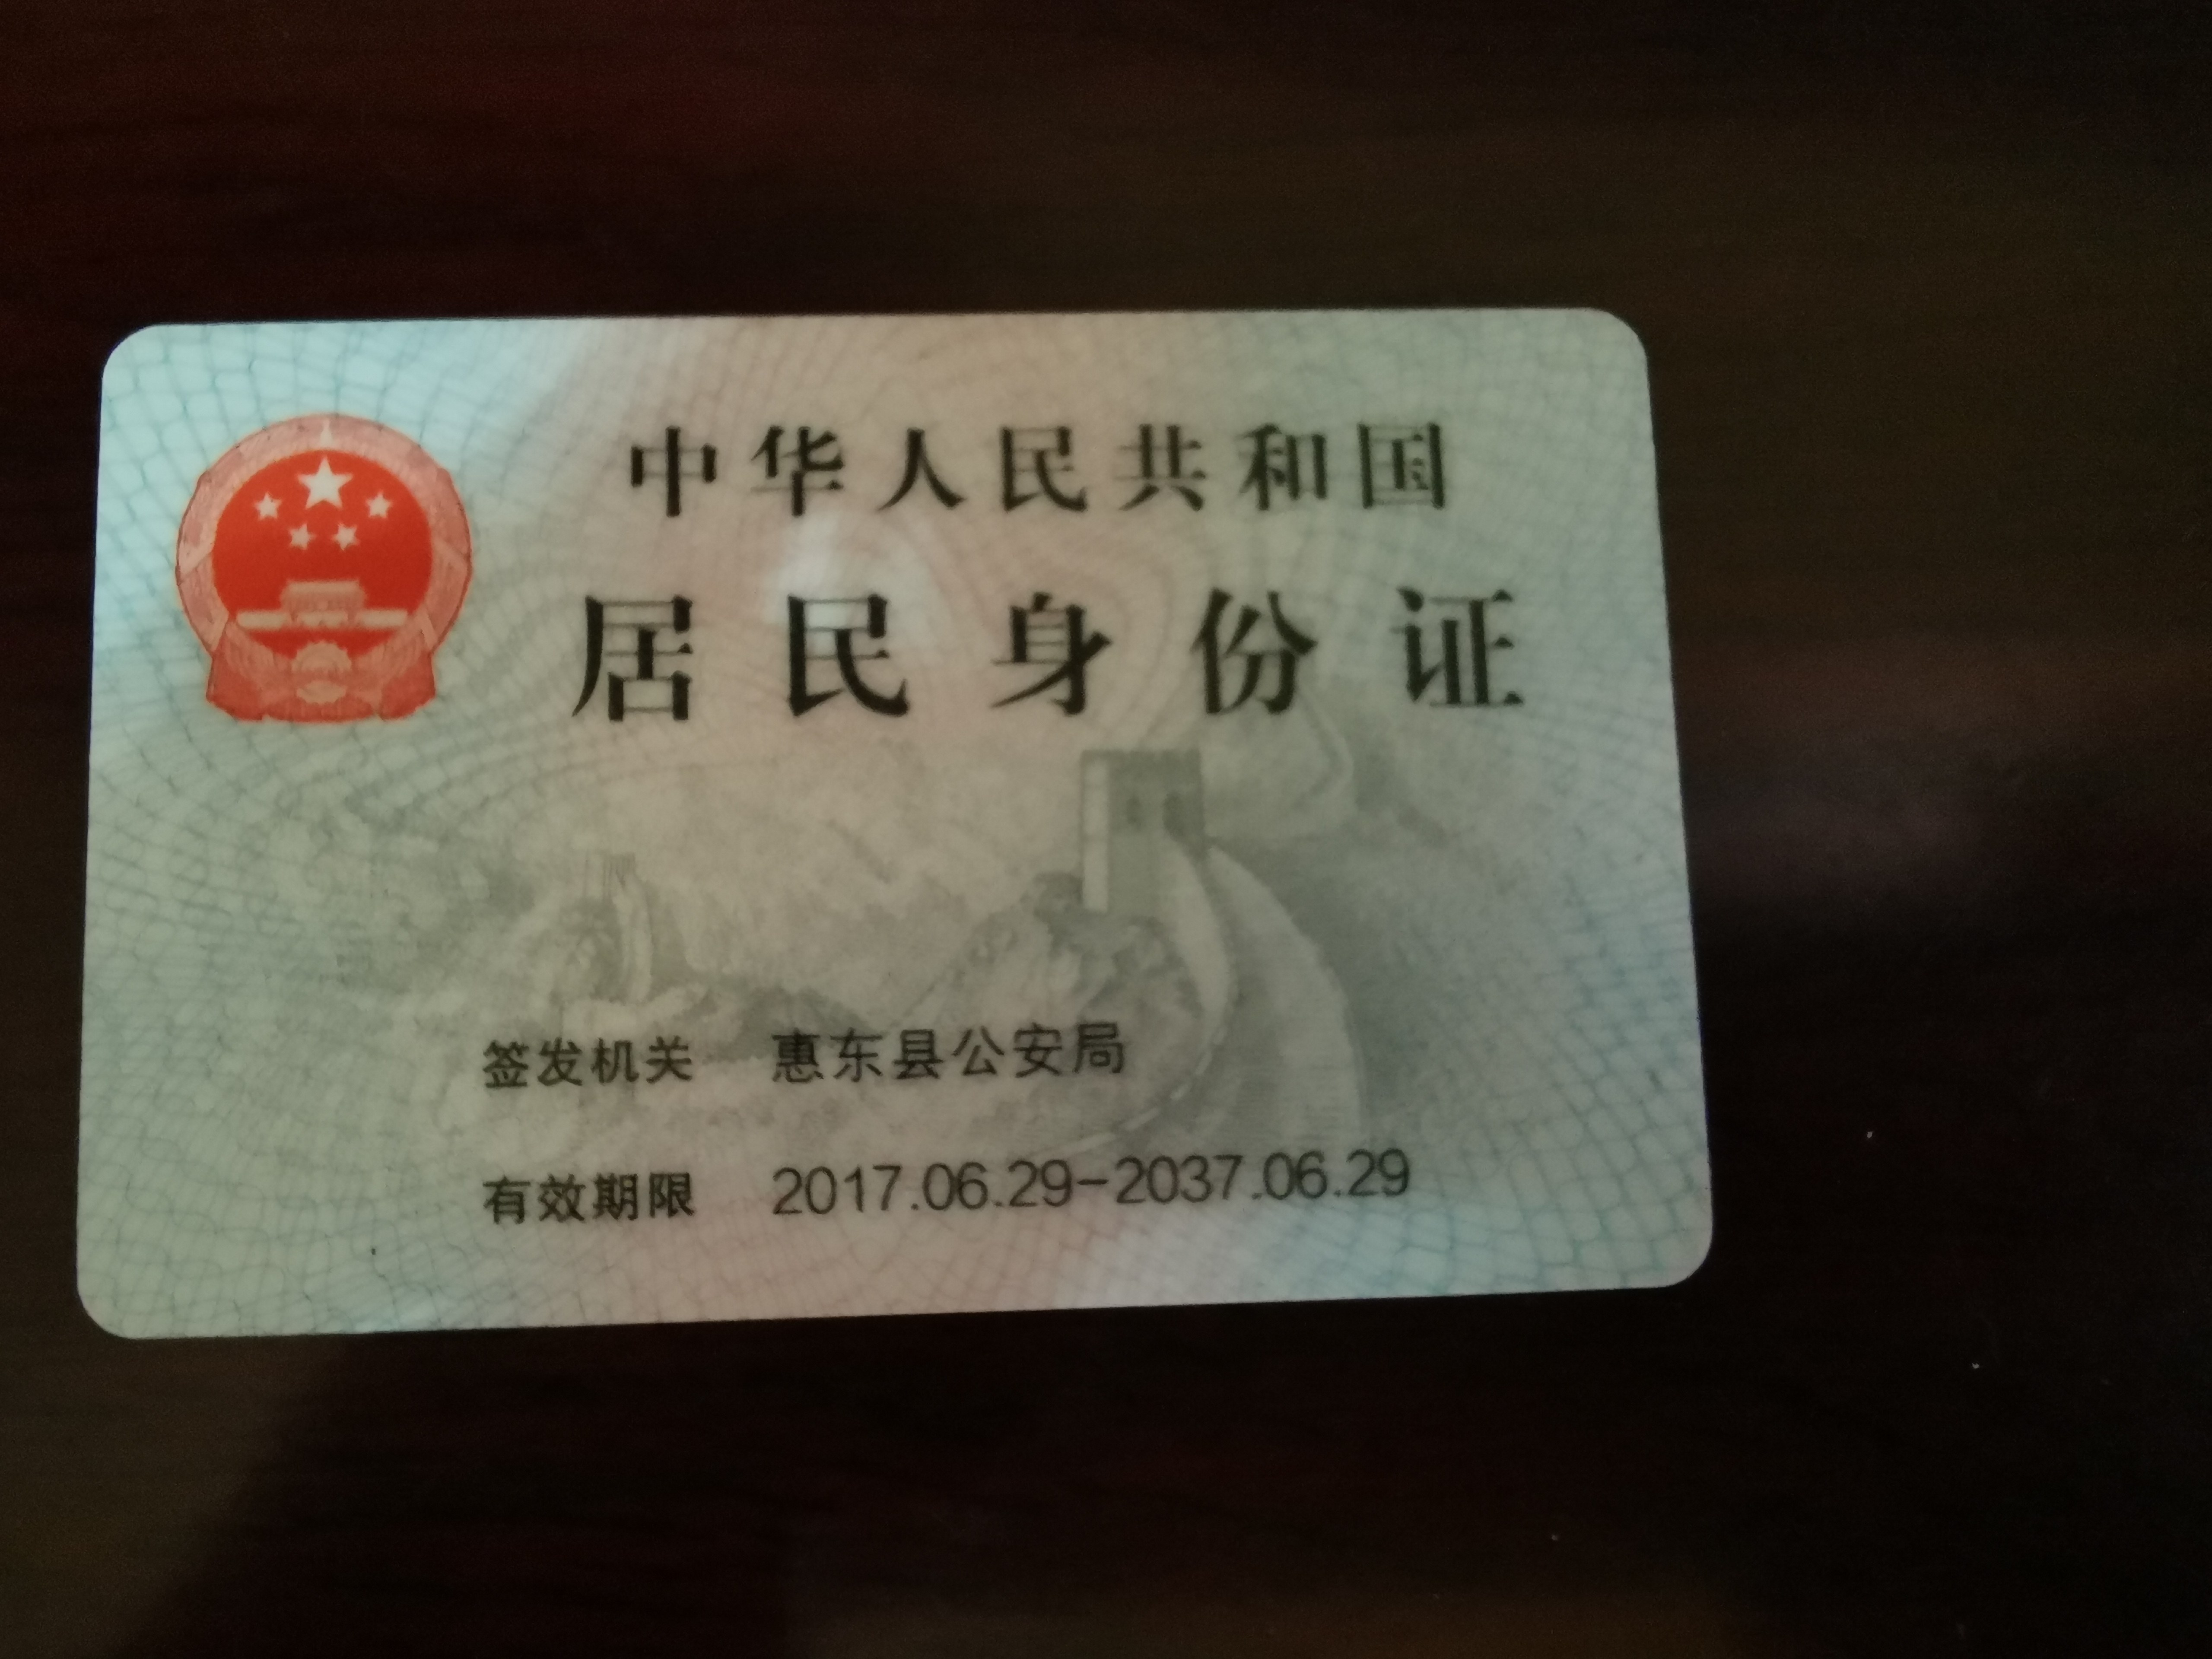 中华人民共和国
居民身份证
签发机关 惠东县公安局
有效期限 2017.06.29-2037.06.29